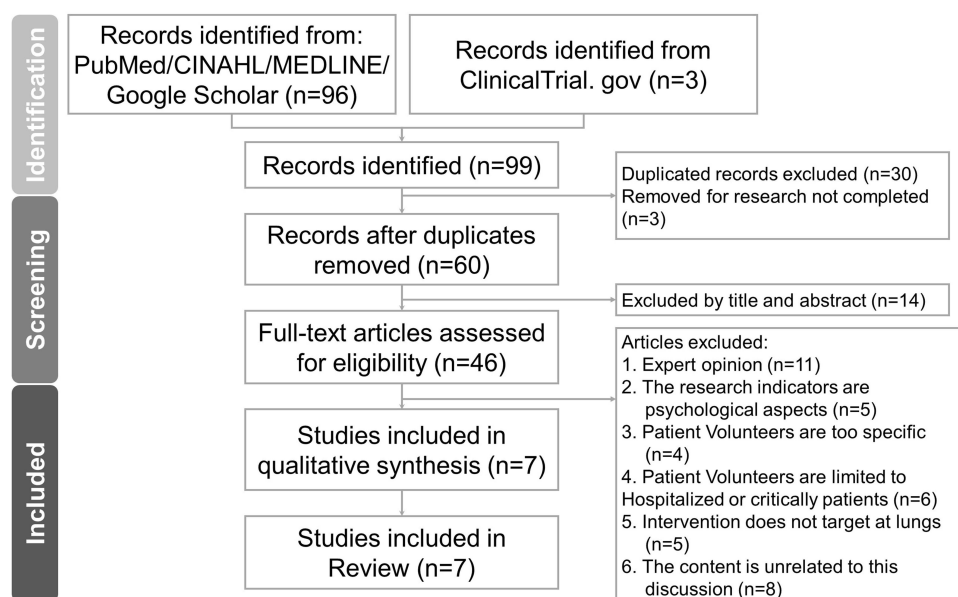 Identification
Records identified from:
PubMed/CINAHL/MEDLINE/
Google Scholar (n=96)
Records identified from
ClinicalTrial. gov (n=3)
Records identified (n=99)
Duplicated records excluded (n=30)
Removed for research not completed
(n=3)
Screening
Records after duplicates
removed (n=60)
Excluded by title and abstract (n=14)
Full-text articles assessed
for eligibility (n=46)
Articles excluded:
1. Expert opinion (n=11)
2. The research indicators are
psychological aspects (n=5)
3. Patient Volunteers are too specific
(n=4)
4. Patient Volunteers are limited to
Hospitalized or critically patients (n=6)
5. Intervention does not target at lungs
(n=5)
6. The content is unrelated to this
discussion (n=8)
Included
Studies included in
qualitative synthesis (n=7)
Studies included in
Review (n=7)